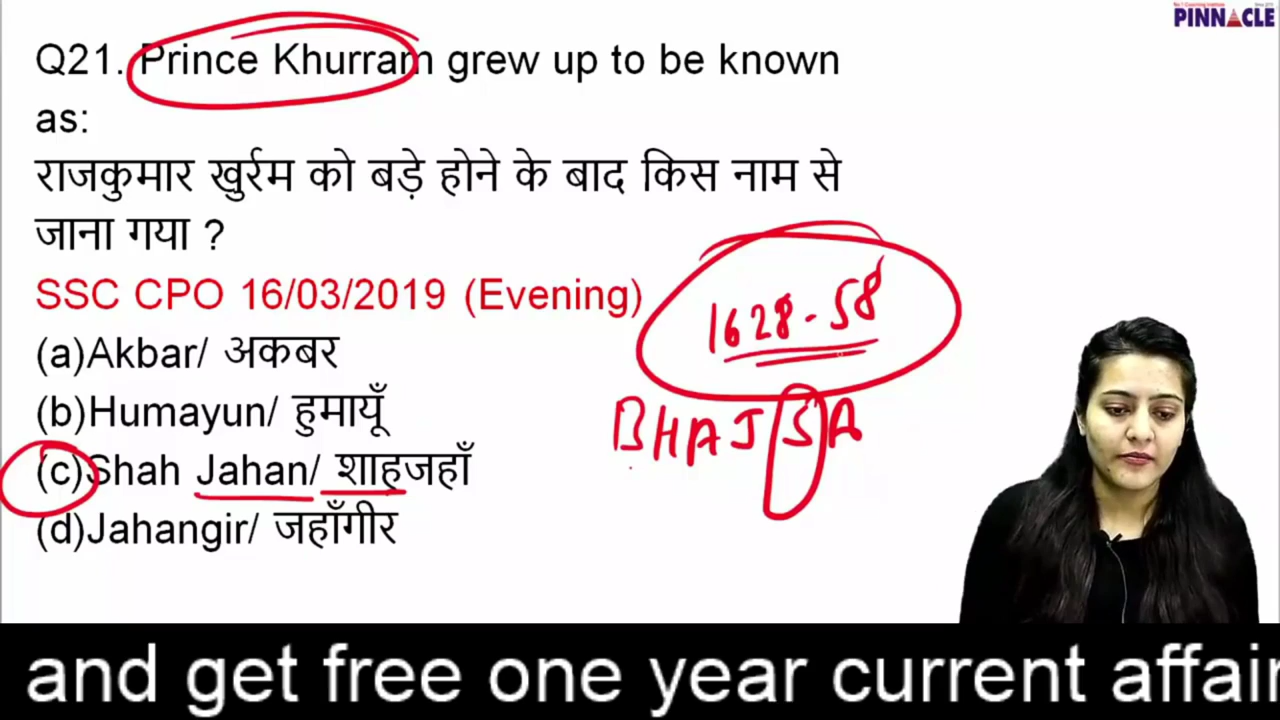 PINNACLE
Q21. Prince Khurram grew up to be known
as:
राजकुमार खुर्रम को बड़े होने के बाद किस नाम से
जाना गया ?
SSC CPO 16/03/2019 (Evening)
(a)Akbar/ अकबर
(b)Humayun/ हुमायूँ
(c)Shah Jahan/ शाहजहाँ
(d)Jahangir/ जहाँगीर
1628-58
BHAJSA
and get free one year current affair